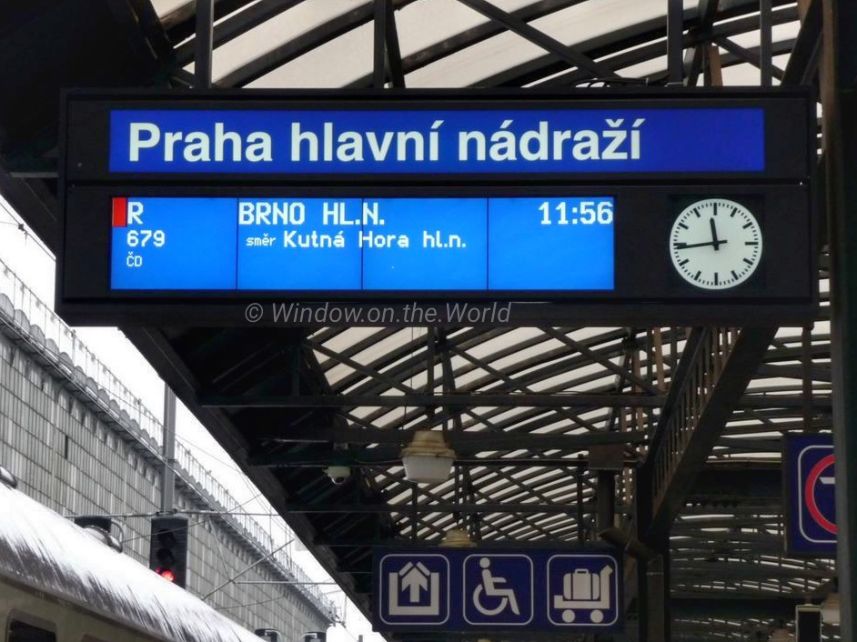 Praha hlavní nádraží
R BRNO HL.N. 11:56
679 směr Kutná Hora hl.n.
ČD
© Window.on.the.World